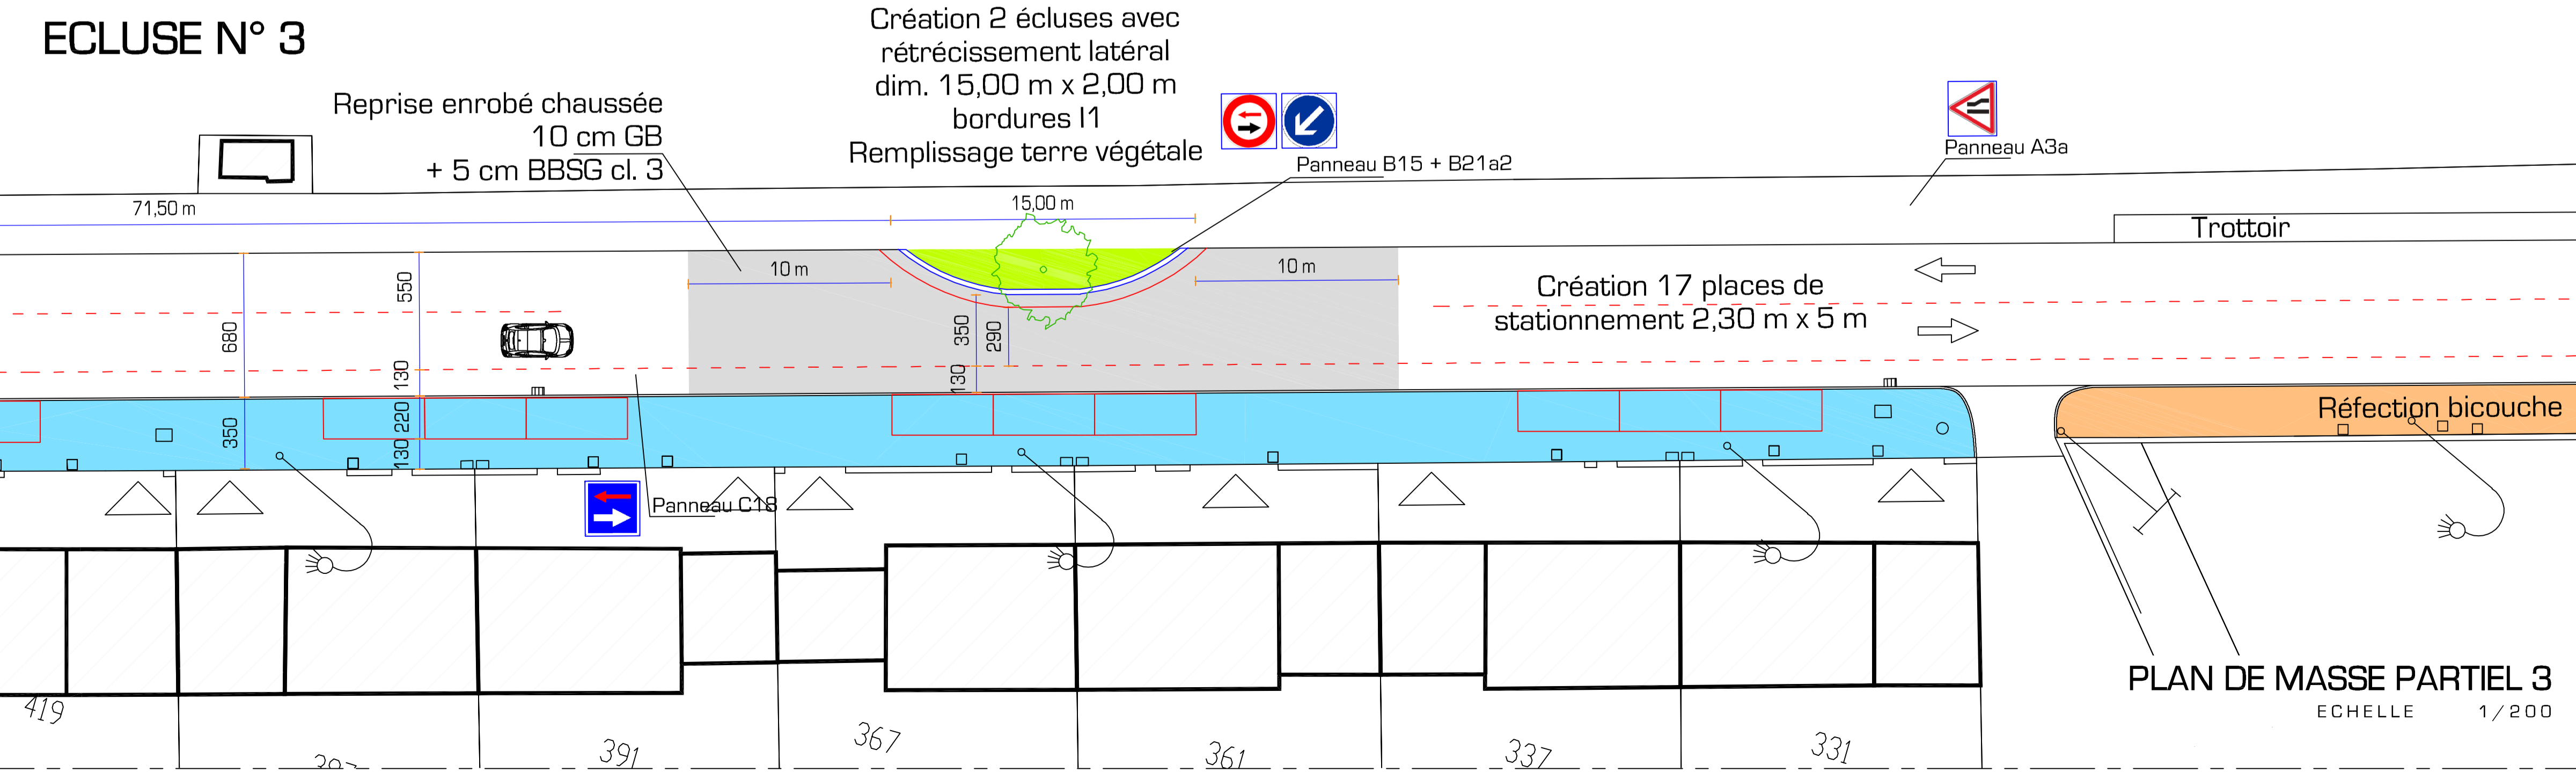 ECLUSE N° 3
Création 2 écluses avec
rétrécissement latéral
dim. 15,00 m x 2,00 m
bordures I1
Remplissage terre végétale
Reprise enrobé chaussée
10 cm GB
+ 5 cm BBSG cl. 3
Panneau B15 + B21a2
Panneau A3a
71,50 m
15,00 m
Trottoir
10 m
10 m
550
680
130
350
290
130
Création 17 places de
stationnement 2,30 m x 5 m
350
220
130
Réfection bicouche
Panneau C18
PLAN DE MASSE PARTIEL 3
ECHELLE 1/200
419
391
367
361
337
331